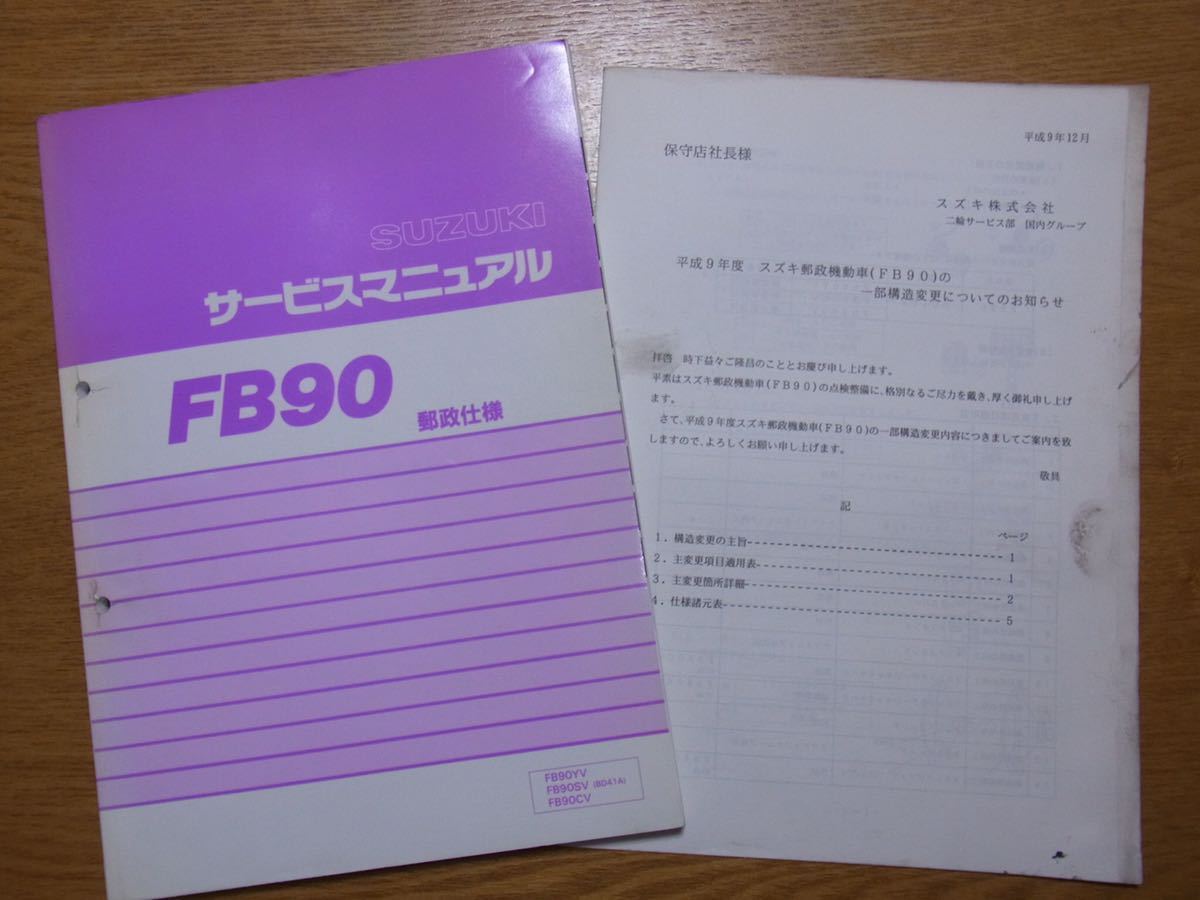 SUZUKI
サービスマニュアル
FB90
郵政仕様
FB90YV
FB90SV (BD41A)
FB90CV
平成9年12月
保守店社長様
スズキ株式会社
二輪サービス部 国内グループ
平成9年度 スズキ郵政機動車(FB90)の
一部構造変更についてのお知らせ
拝啓 時下益々ご隆昌のこととお慶び申し上げます。
平素はスズキ郵政機動車(FB90)の点検整備に、格別なるご尽力を戴き、厚く御礼申し上げ
ます。
さて、平成9年度スズキ郵政機動車(FB90)の一部構造変更内容につきましてご案内を致
しますので、よろしくお願い申し上げます。
敬具
記
ページ
1．構造変更の主旨-------------------------------- 1
2．主変更項目適用表-------------------------------- 1
3．主変更箇所詳細-------------------------------- 2
4．仕様諸元表-------------------------------- 5